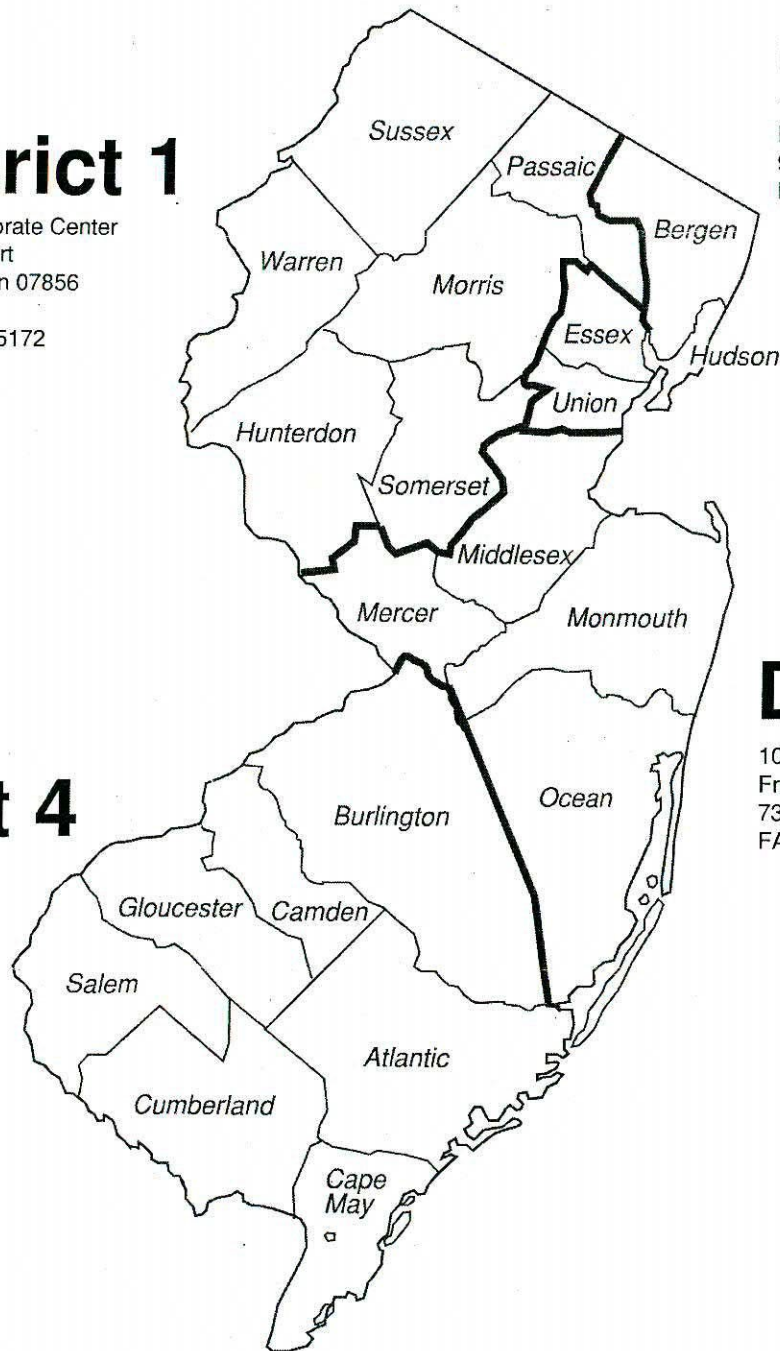 rict 1
orate Center
rt
n 07856
5172
Sussex
Passaic
Bergen
Warren
Morris
Essex
Hudson
Union
Hunterdon
Somerset
Middlesex
Mercer
Monmouth
D
10
Fr
73
FA
t 4
Burlington
Ocean
Gloucester
Camden
Salem
Atlantic
Cumberland
Cape
May